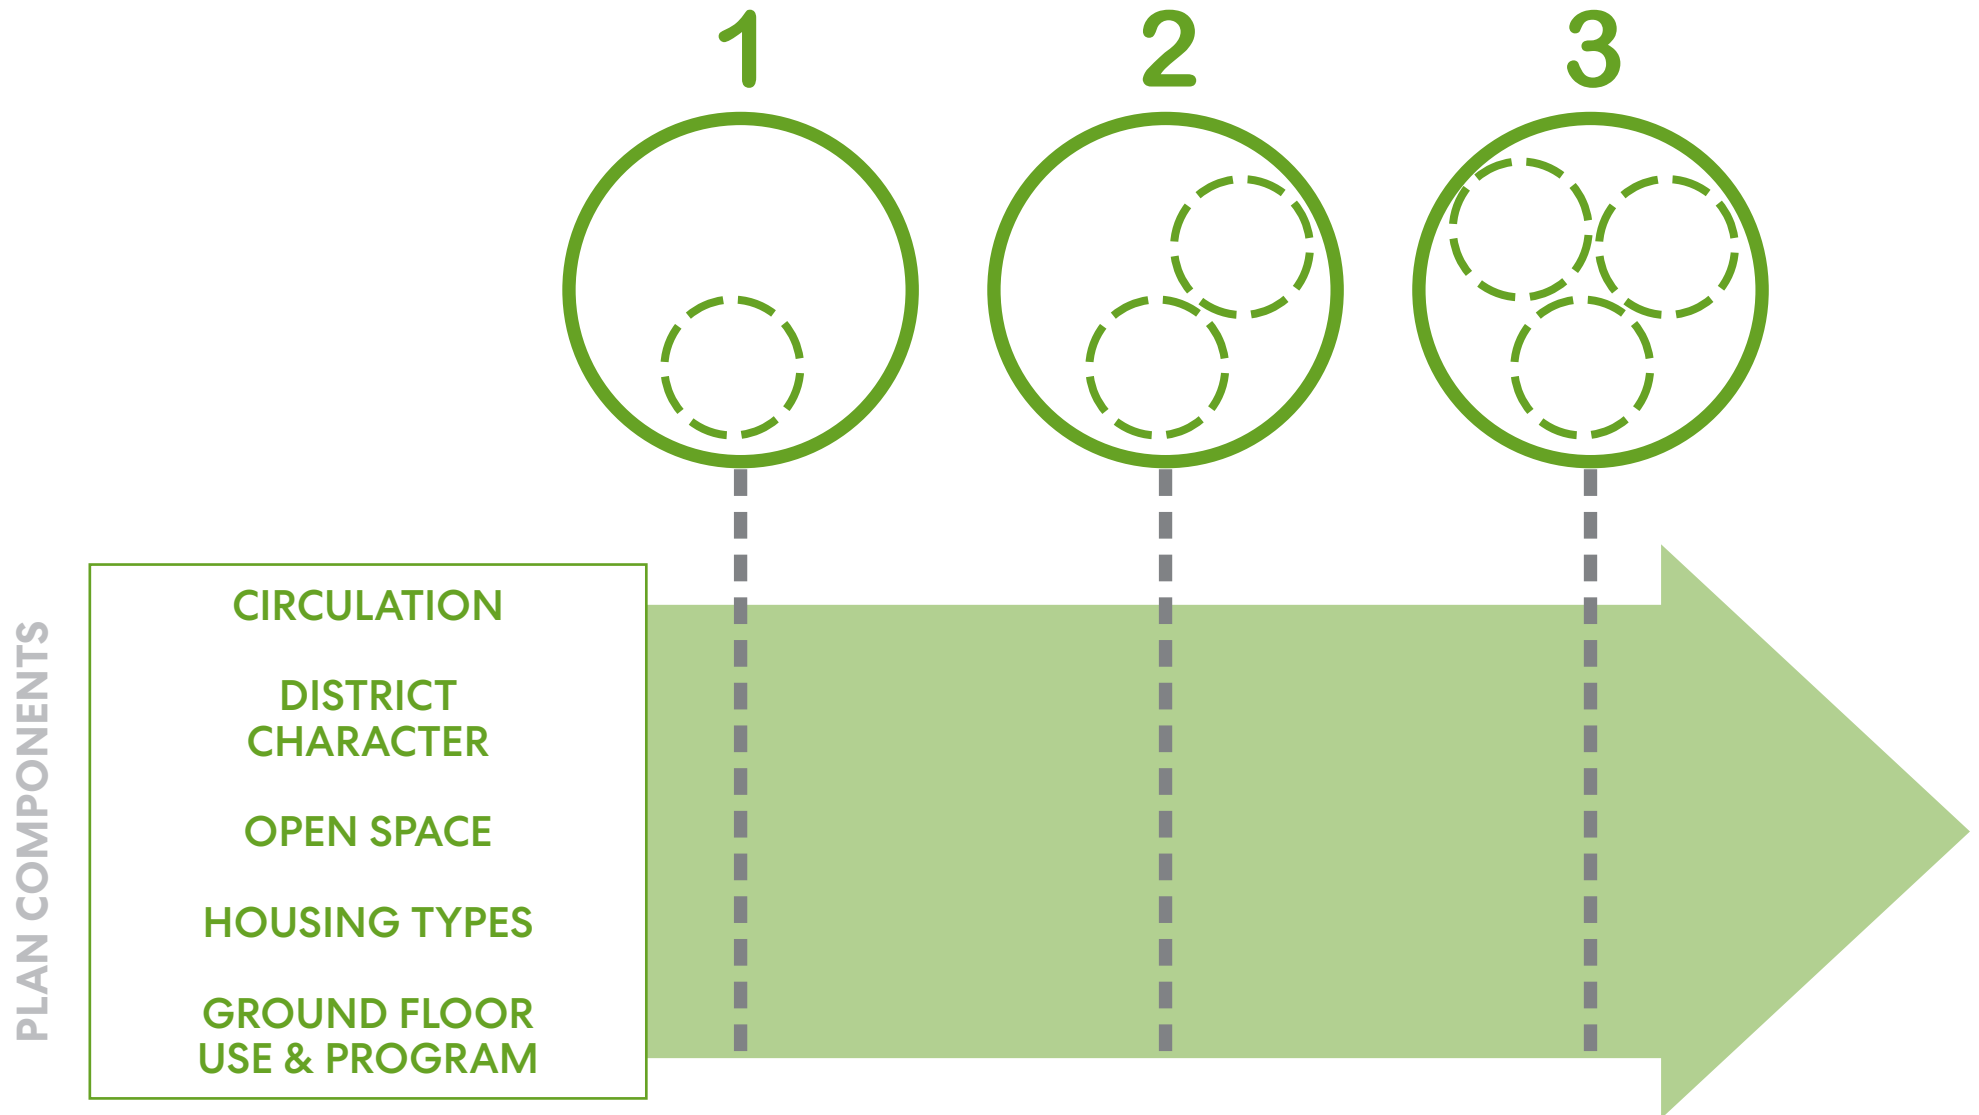 1
2
3
PLAN COMPONENTS
CIRCULATION
DISTRICT
CHARACTER
OPEN SPACE
HOUSING TYPES
GROUND FLOOR
USE & PROGRAM